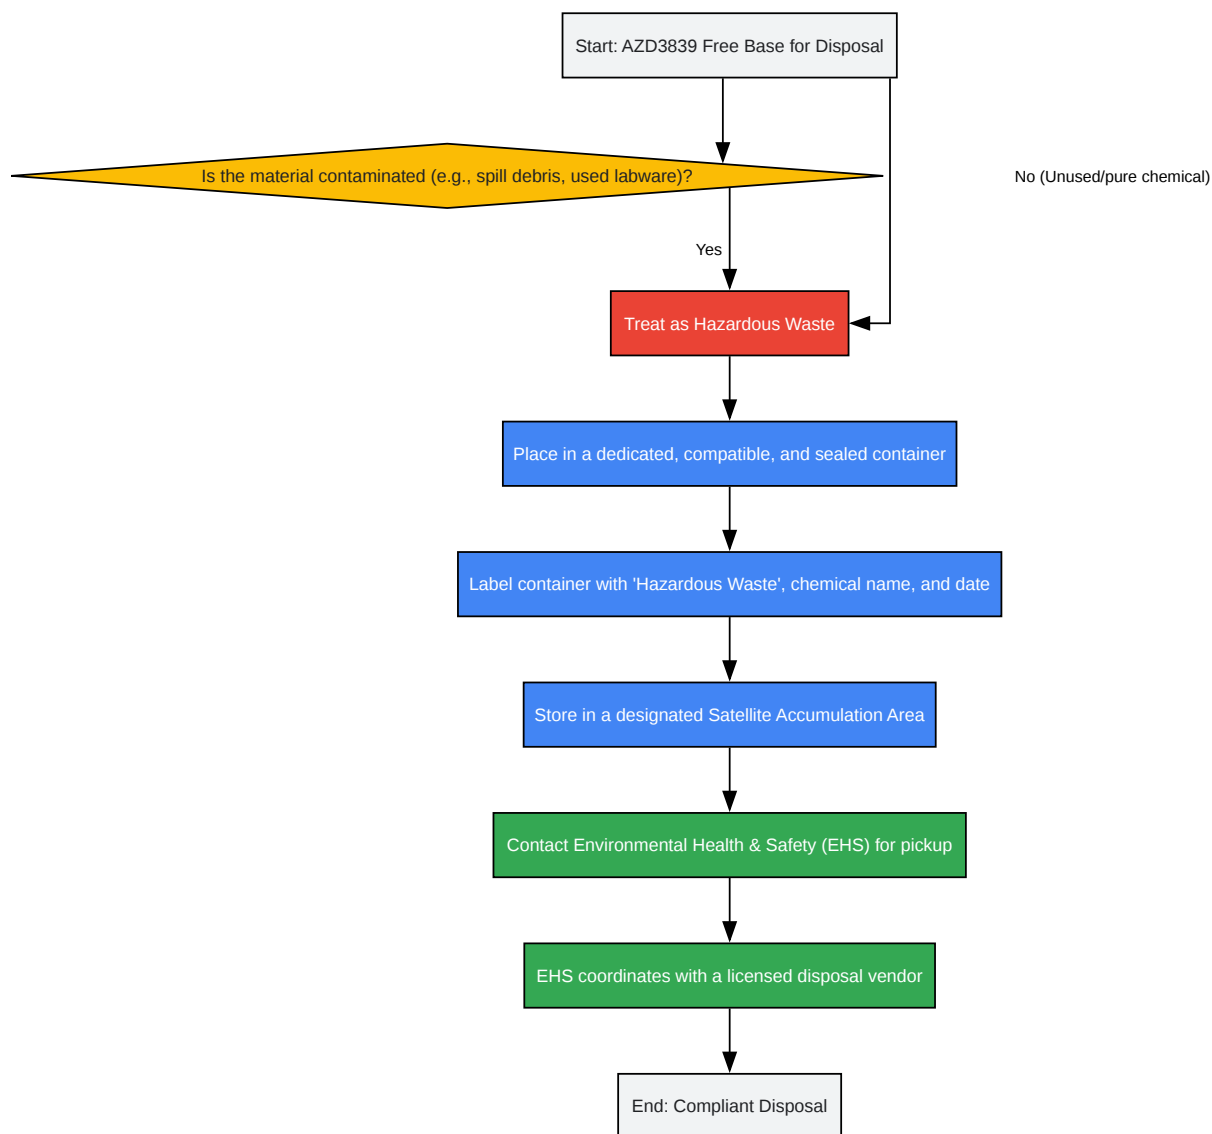 Start: AZD3839 Free Base for Disposal
Is the material contaminated (e.g., spill debris, used labware)?
No (Unused/pure chemical)
Yes
Treat as Hazardous Waste
Place in a dedicated, compatible, and sealed container
Label container with 'Hazardous Waste', chemical name, and date
Store in a designated Satellite Accumulation Area
Contact Environmental Health & Safety (EHS) for pickup
EHS coordinates with a licensed disposal vendor
End: Compliant Disposal